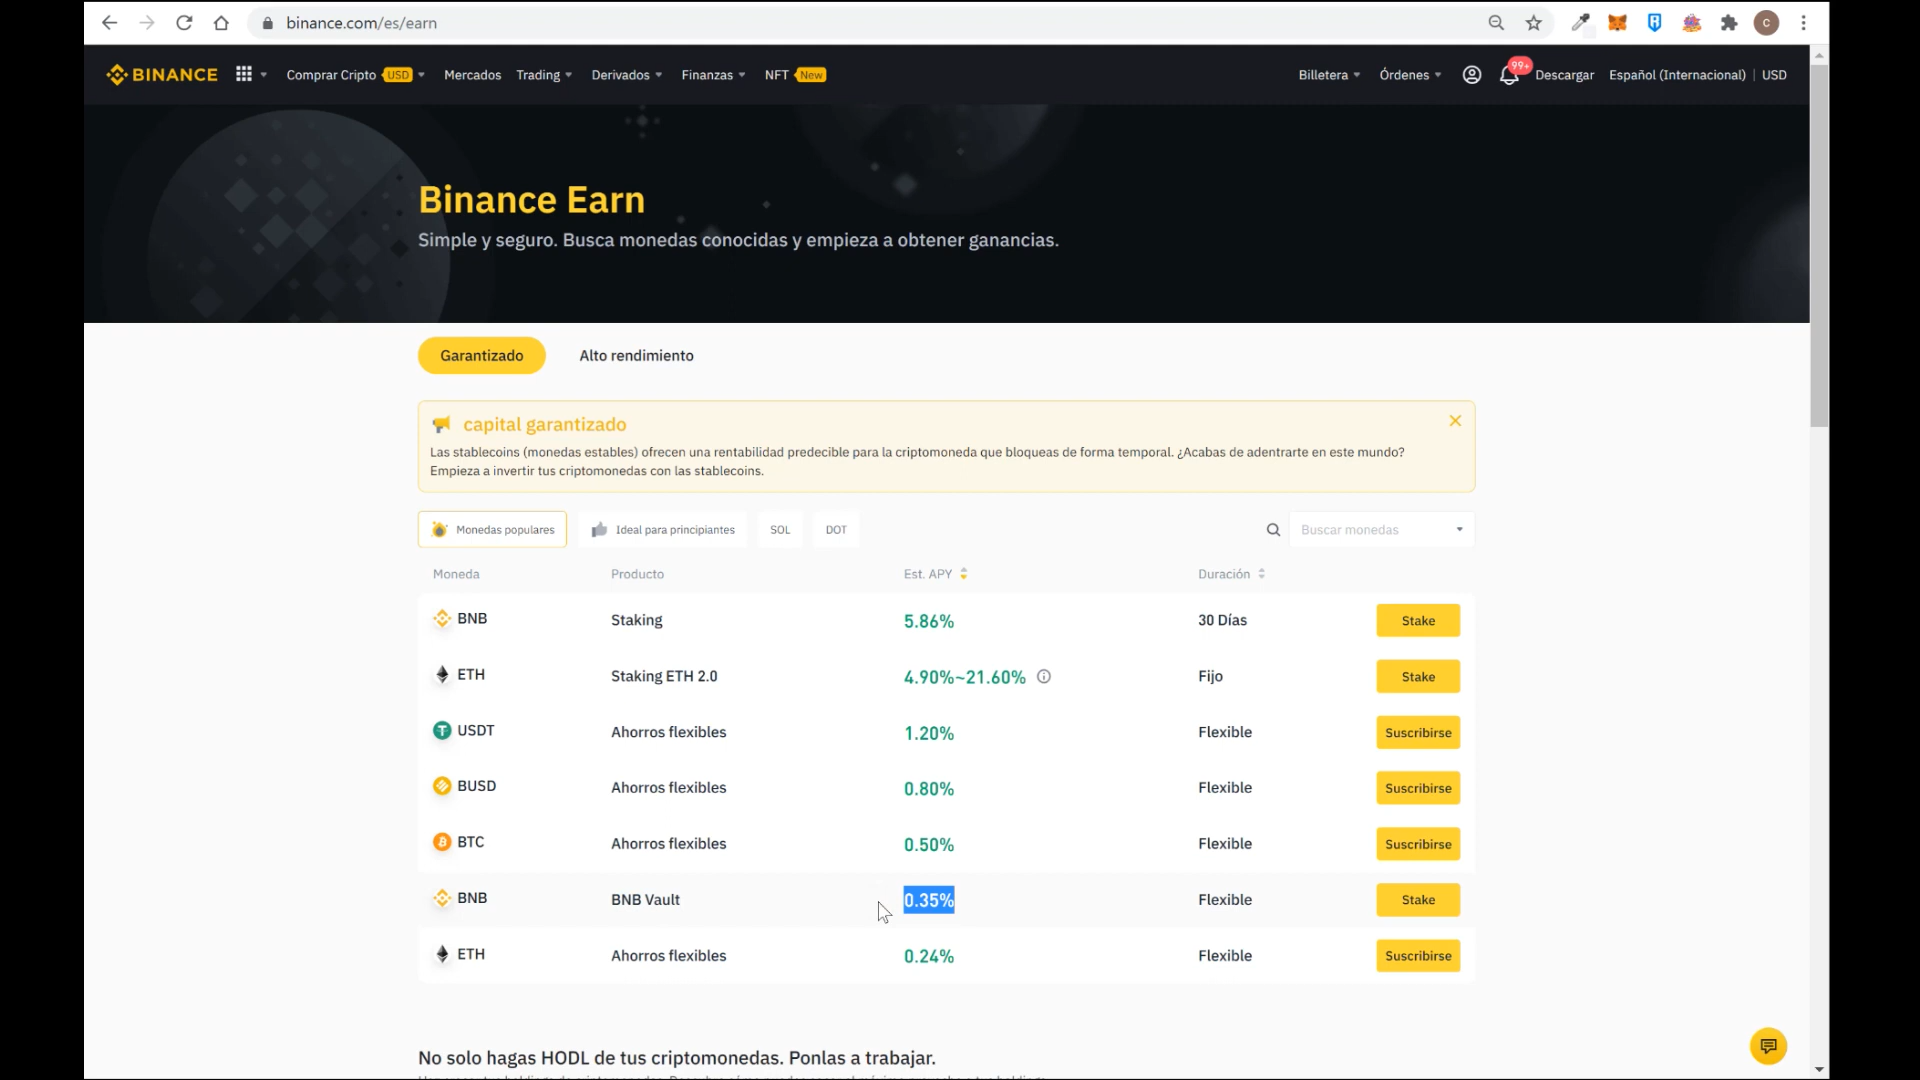 binance.com/es/earn
C
BINANCE Comprar Cripto USD Mercados Trading Derivados Finanzas NFT New Billetera Órdenes 99+ Descargar Español (Internacional) | USD
Binance Earn
Simple y seguro. Busca monedas conocidas y empieza a obtener ganancias.
Garantizado Alto rendimiento
capital garantizado
Las stablecoins (monedas estables) ofrecen una rentabilidad predecible para la criptomoneda que bloqueas de forma temporal. ¿Acabas de adentrarte en este mundo?
Empieza a invertir tus criptomonedas con las stablecoins.
Monedas populares Ideal para principiantes SOL DOT Buscar monedas
Moneda Producto Est. APY Duración
BNB Staking 5.86% 30 Días Stake
ETH Staking ETH 2.0 4.90%~21.60% Fijo Stake
USDT Ahorros flexibles 1.20% Flexible Suscribirse
BUSD Ahorros flexibles 0.80% Flexible Suscribirse
BTC Ahorros flexibles 0.50% Flexible Suscribirse
BNB BNB Vault 0.35% Flexible Stake
ETH Ahorros flexibles 0.24% Flexible Suscribirse
No solo hagas HODL de tus criptomonedas. Ponlas a trabajar.